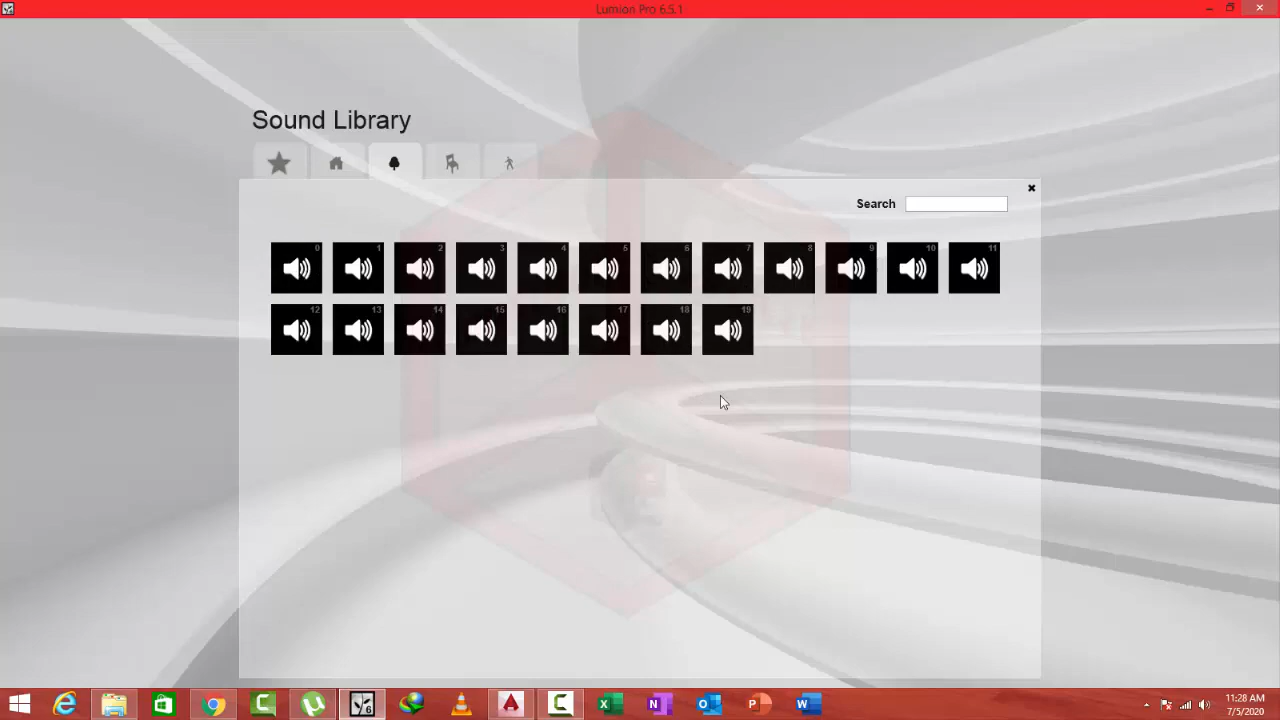 Lumion Pro 6.5.1
Sound Library
Search
0 1 2 3 4 5 6 7 8 9 10 11
12 13 14 15 16 17 18 19
6
X N O P W
11:28 AM
7/5/2020